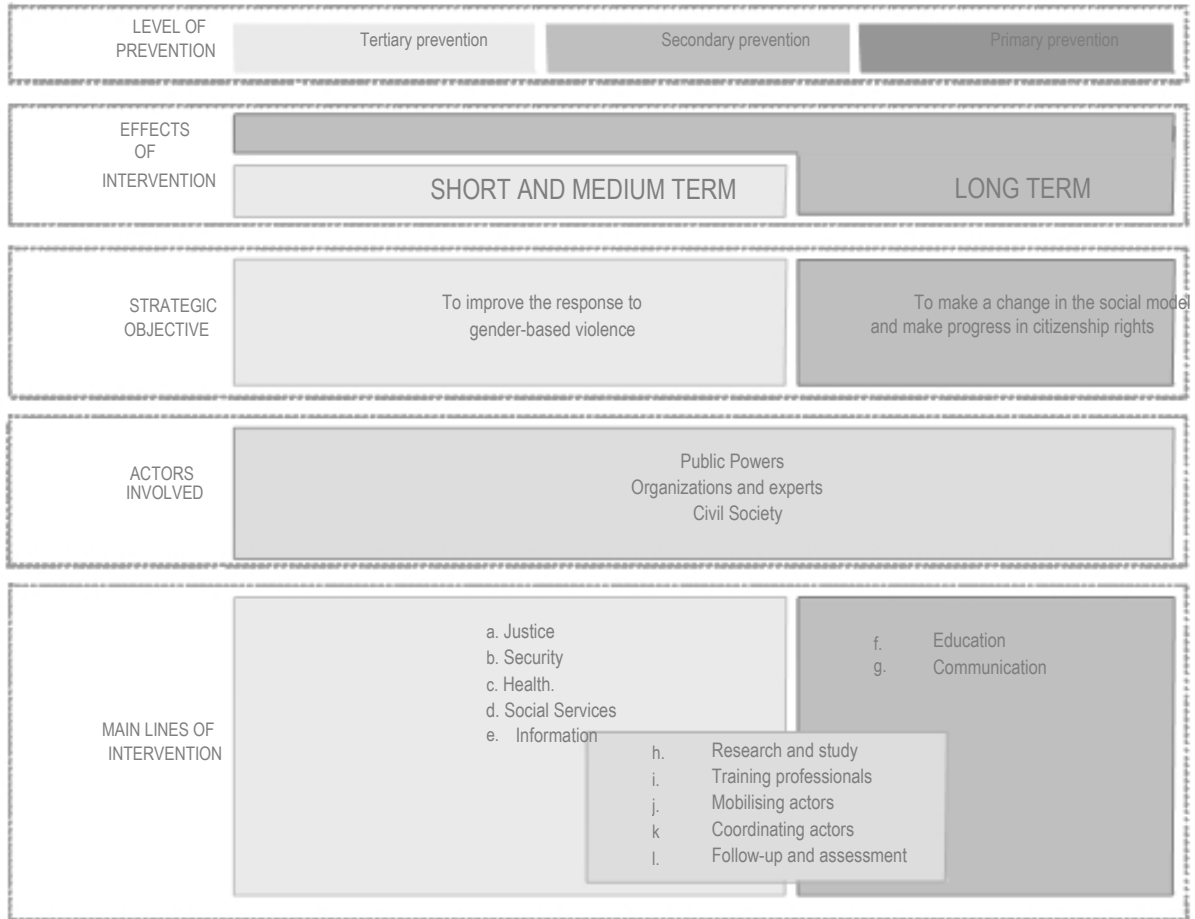 LEVEL OF
PREVENTION
Tertiary prevention
Secondary prevention
Primary prevention
EFFECTS
OF
INTERVENTION
SHORT AND MEDIUM TERM
LONG TERM
STRATEGIC
OBJECTIVE
To improve the response to
gender-based violence
To make a change in the social model
and make progress in citizenship rights
ACTORS
INVOLVED
Public Powers
Organizations and experts
Civil Society
MAIN LINES OF
INTERVENTION
a. Justice
b. Security
c. Health.
d. Social Services
e. Information
f. Education
g. Communication
h. Research and study
i. Training professionals
j. Mobilising actors
k Coordinating actors
l. Follow-up and assessment